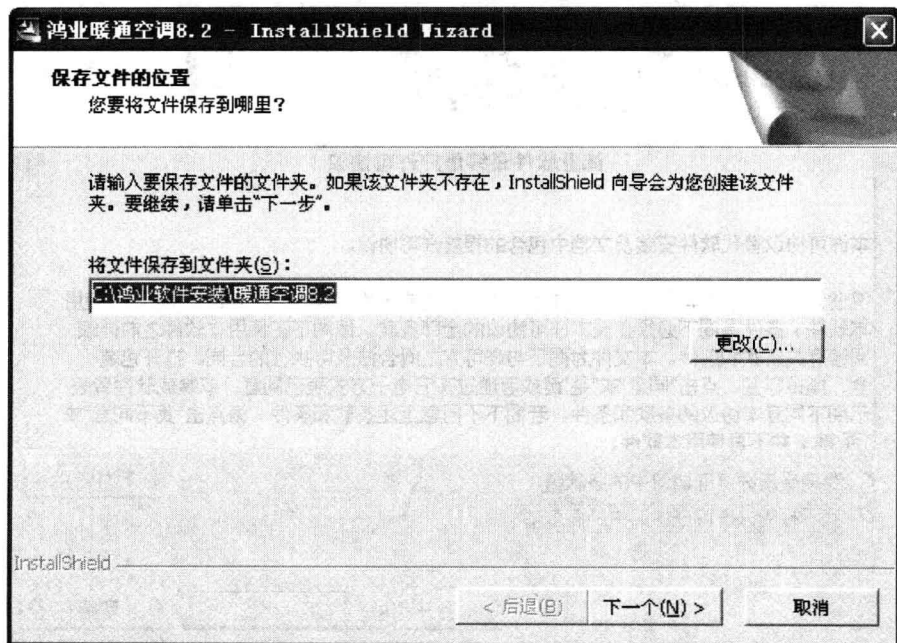 鸿业暖通空调8.2 - InstallShield Wizard
保存文件的位置
您要将文件保存到哪里？
请输入要保存文件的文件夹。如果该文件夹不存在，InstallShield 向导会为您创建该文件
夹。要继续，请单击“下一步”。
将文件保存到文件夹(S)：
C:\鸿业软件安装\暖通空调8.2
更改(C)...
InstallShield
< 后退(B)
下一个(N) >
取消